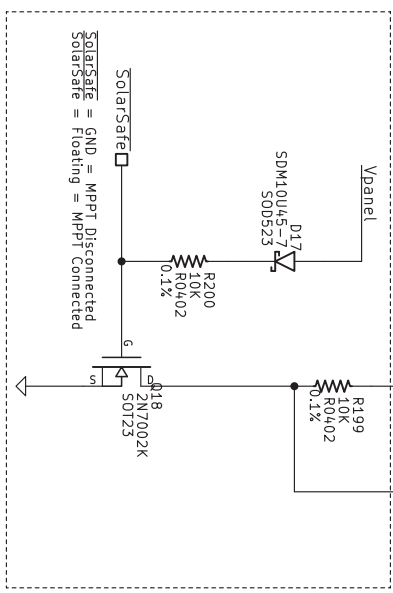 SolarSafe = GND = MPPT Disconnected
SolarSafe = Floating = MPPT Connected
SolarSafe
Vpanel
D17
SDM10U45-7
SOD523
R200
10K
R0402
0.1%
G
S
D
Q18
2N7002K
SOT23
R199
10K
R0402
0.1%